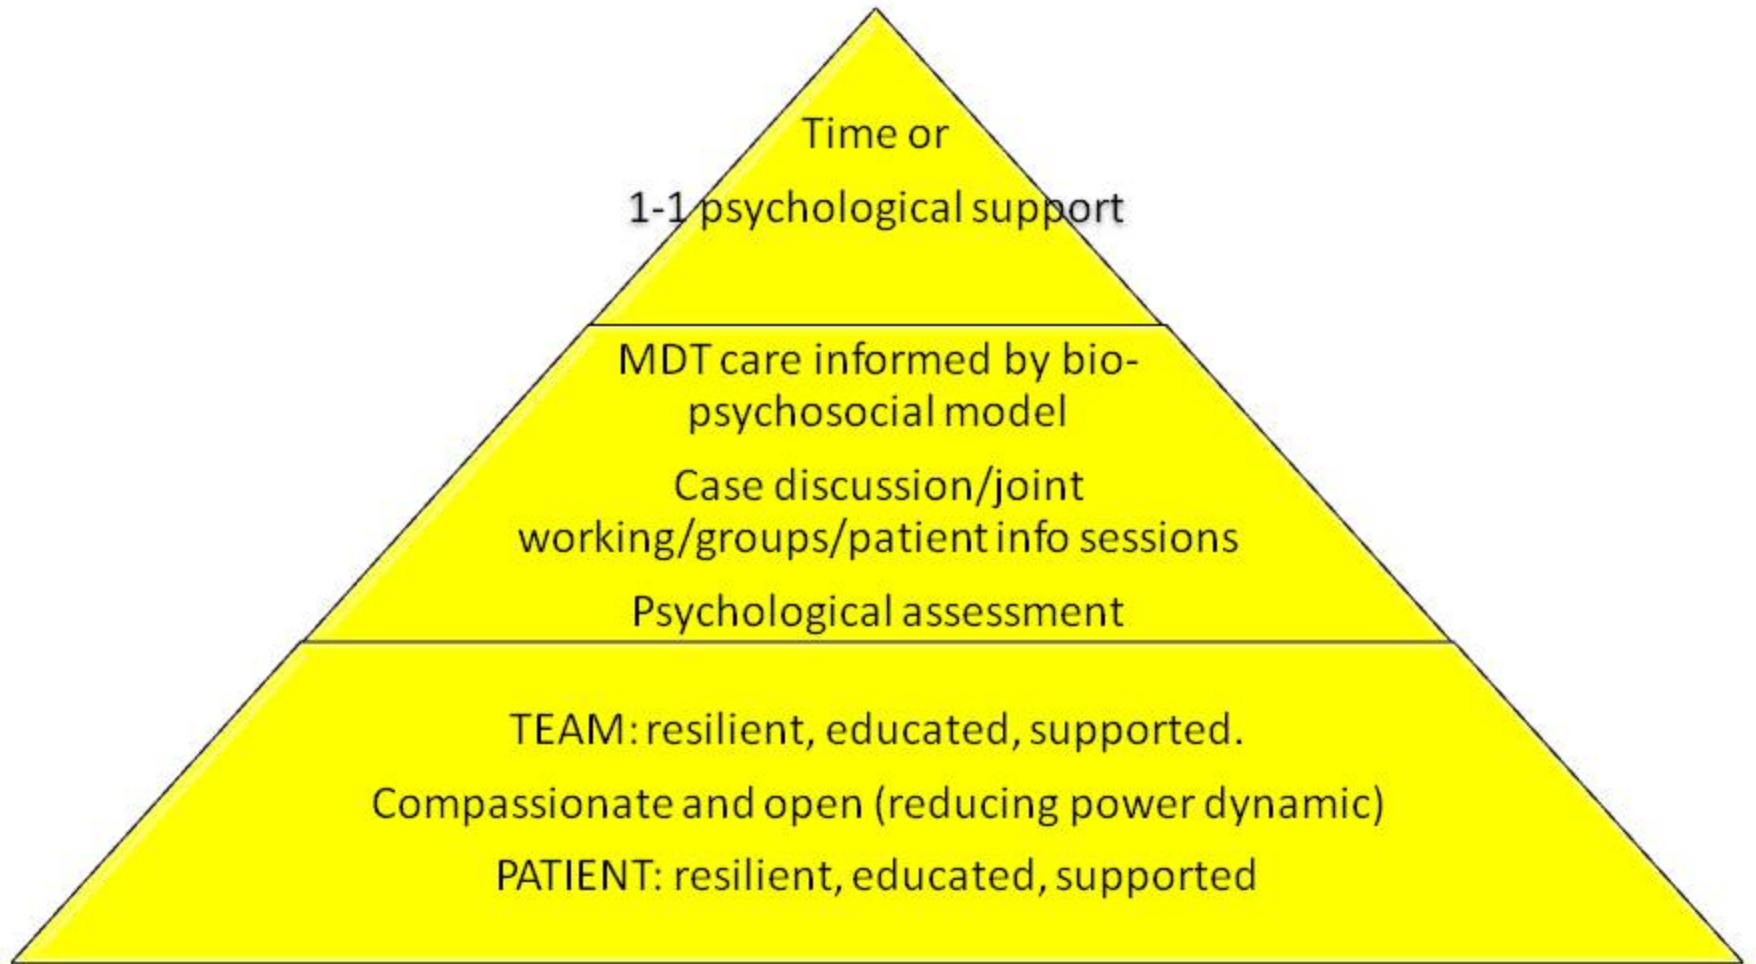 Time or
1-1 psychological support
MDT care informed by bio-
psychosocial model
Case discussion/joint
working/groups/patient info sessions
Psychological assessment
TEAM: resilient, educated, supported.
Compassionate and open (reducing power dynamic)
PATIENT: resilient, educated, supported